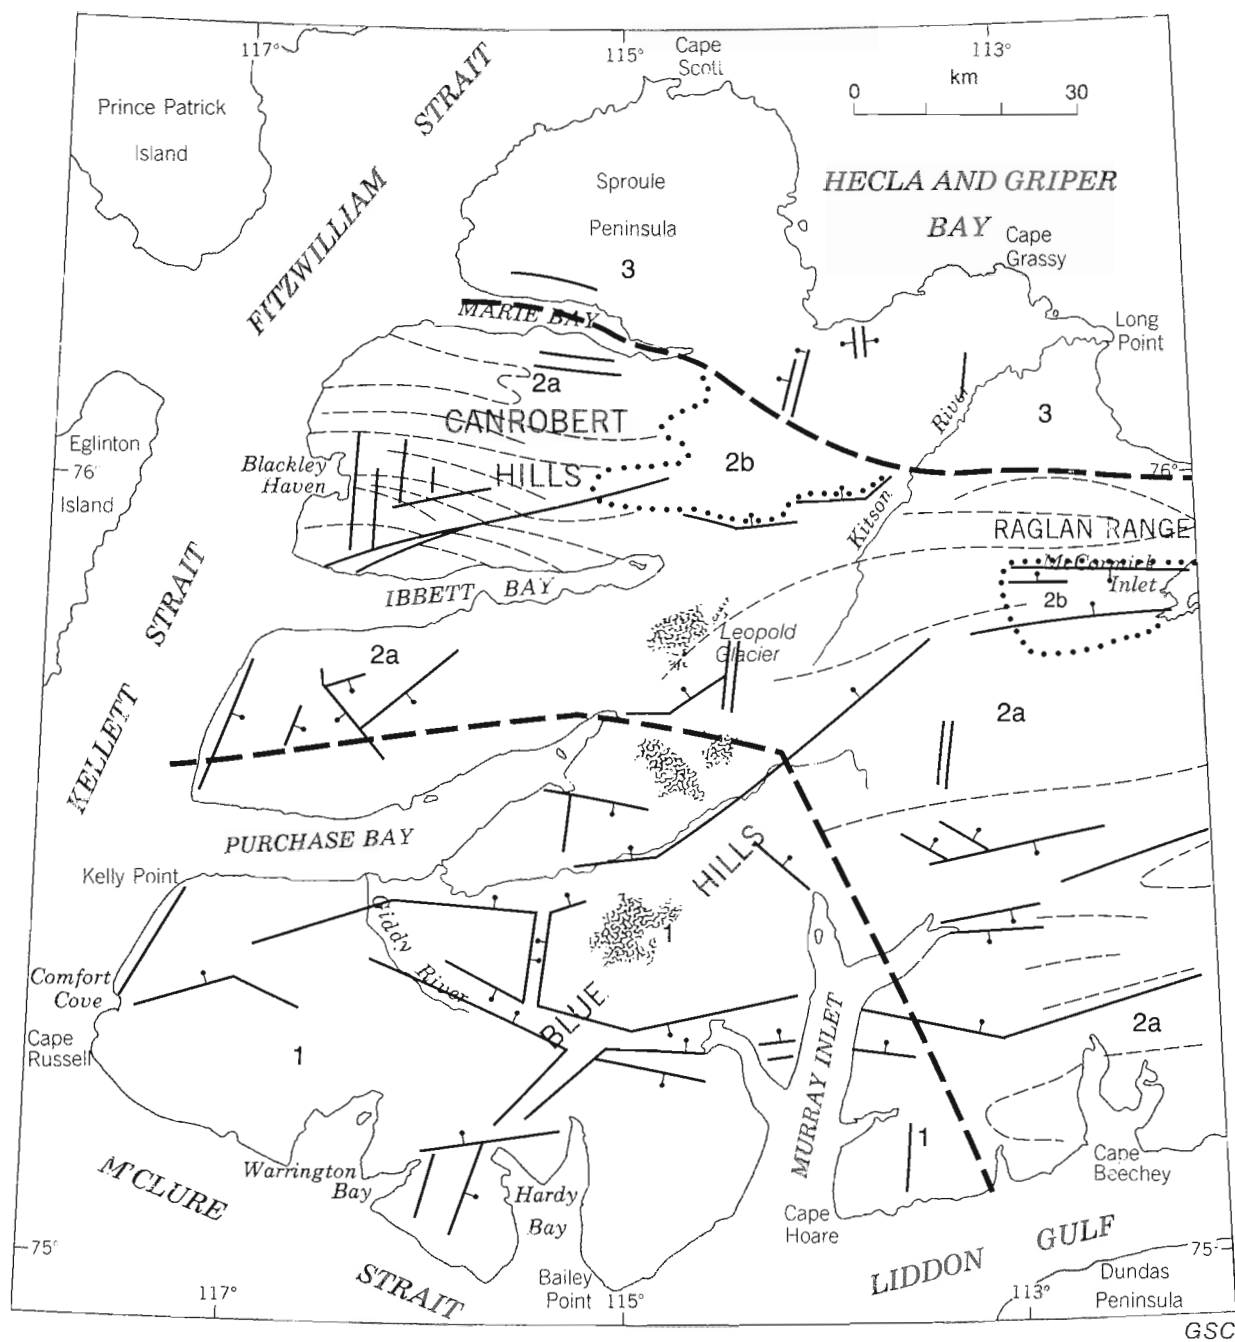 117°
115°
113°
Cape
Scott
km
0
30
Prince Patrick
Island
FITZWILLIAM STRAIT
Sproule
Peninsula
3
HECLA AND GRIPER
BAY
Cape
Grassy
Long
Point
MARIE BAY
2a
CANROBERT
HILLS
2b
Kitson River
3
Eglinton
Island
76°
76°
Blackley
Haven
RAGLAN RANGE
McCormick
Inlet
2b
IBBETT BAY
KELLETT STRAIT
2a
Leopold
Glacier
2a
PURCHASE BAY
Kelly Point
Giddy River
BLUE HILLS
1
Comfort
Cove
Cape
Russell
1
MURRAY INLET
2a
1
Warrington
Bay
Hardy
Bay
Cape
Hoare
Cape
Beechey
M'CLURE STRAIT
Bailey
Point
LIDDON GULF
Dundas
Peninsula
75°
75°
117°
115°
113°
GSC